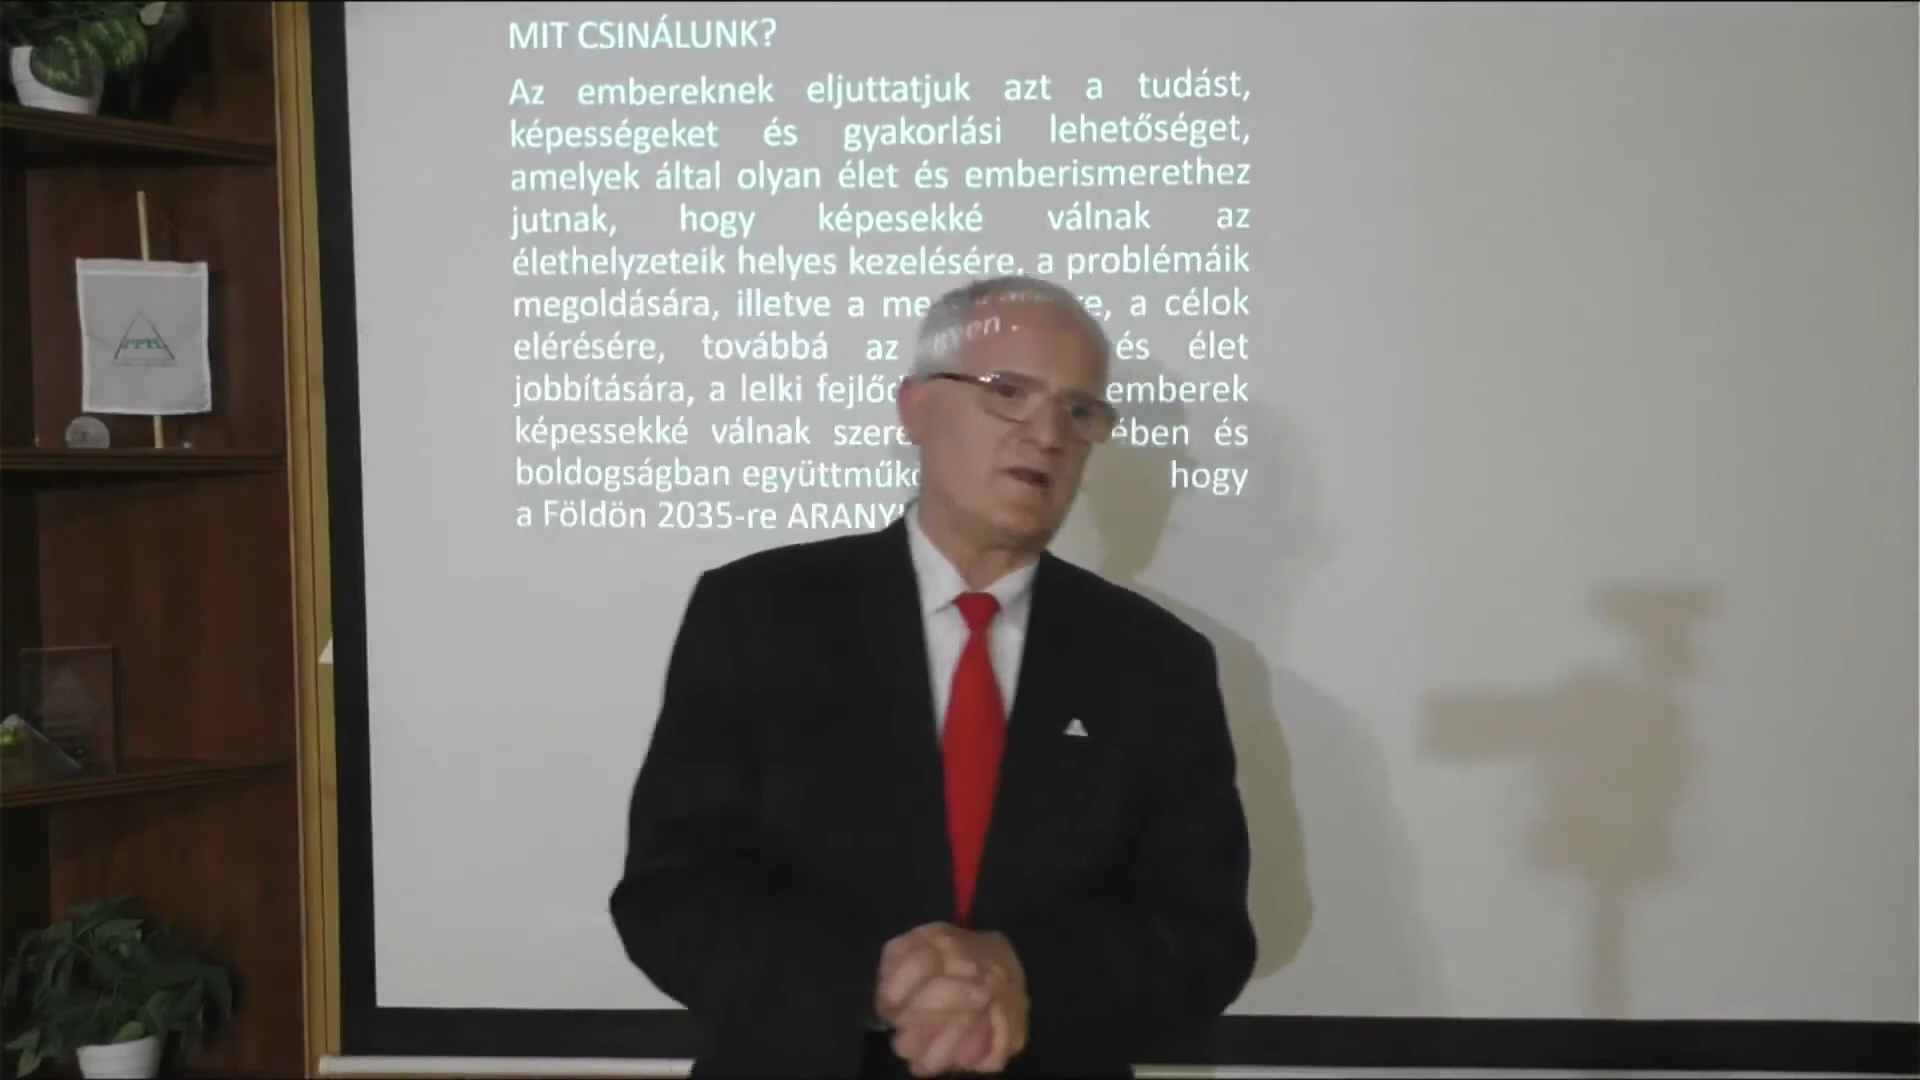 MIT CSINÁLUNK?
Az embereknek eljuttatjuk azt a tudást,
képességeket és gyakorlási lehetőséget,
amelyek által olyan élet és emberismerethez
jutnak, hogy képesekké válnak az
élethelyzeteik helyes kezelésére, a problémáik
megoldására, illetve a a célok
elérésére, továbbá az és élet
jobbítására, a lelki emberek
képessekké válnak és
boldogságban hogy
a Földön 2035-re